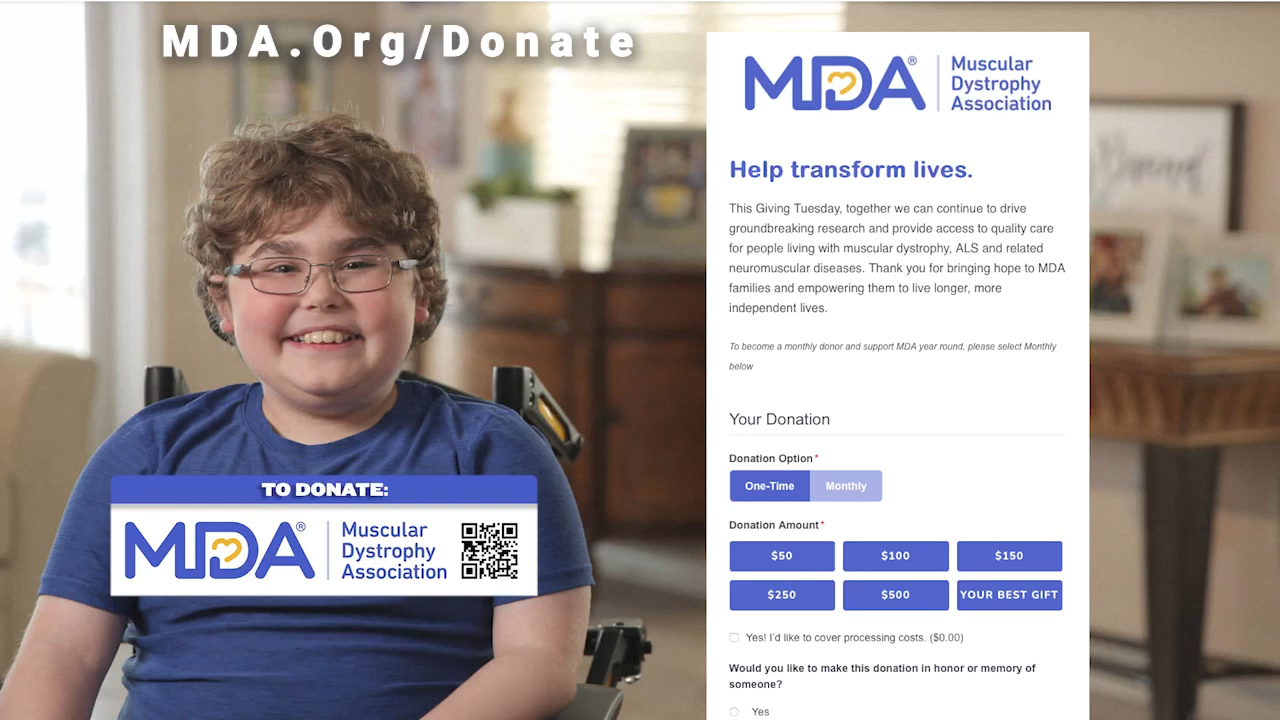 MDA.Org/Donate
MDA® Muscular
Dystrophy
Association
Help transform lives.
This Giving Tuesday, together we can continue to drive
groundbreaking research and provide access to quality care
for people living with muscular dystrophy, ALS and related
neuromuscular diseases. Thank you for bringing hope to MDA
families and empowering them to live longer, more
independent lives.
To become a monthly donor and support MDA year round, please select Monthly
below
Your Donation
Donation Option*
One-Time Monthly
Donation Amount*
$50 $100 $150
$250 $500 YOUR BEST GIFT
Yes! I'd like to cover processing costs. ($0.00)
Would you like to make this donation in honor or memory of
someone?
Yes
TO DONATE:
MDA® Muscular
Dystrophy
Association